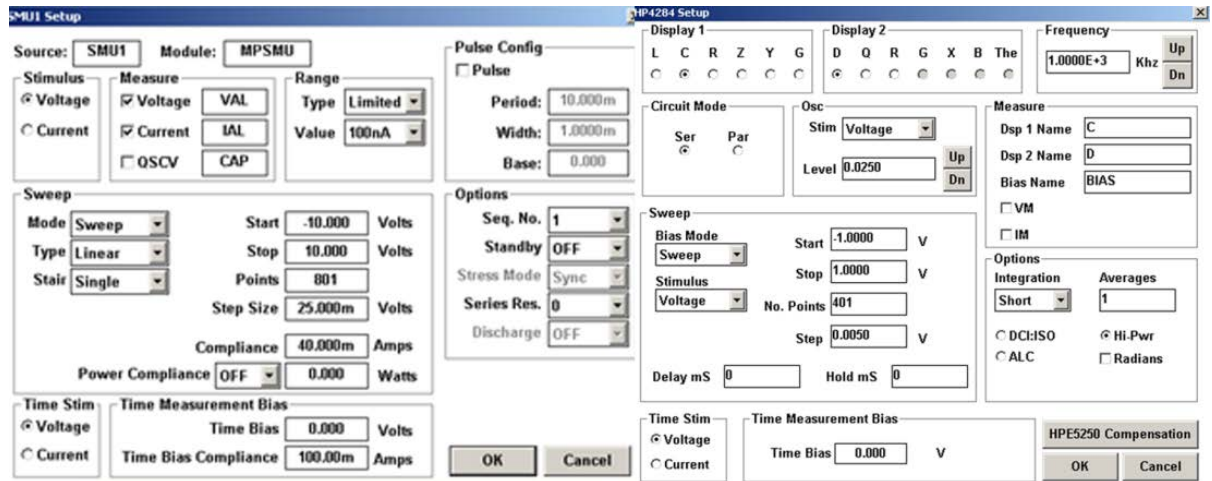 SMU1 Setup
Source: SMU1 Module: MPSMU
Stimulus
Voltage
Current
Measure
Voltage VAL
Current IAL
QSCV CAP
Range
Type Limited
Value 100nA
Pulse Config
Pulse
Period: 10.000m
Width: 1.0000m
Base: 0.000
Sweep
Mode Sweep
Type Linear
Stair Single
Start -10.000 Volts
Stop 10.000 Volts
Points 801
Step Size 25.000m Volts
Compliance 40.000m Amps
Power Compliance OFF 0.000 Watts
Options
Seq. No. 1
Standby OFF
Stress Mode Sync
Series Res. 0
Discharge OFF
Time Stim
Voltage
Current
Time Measurement Bias
Time Bias 0.000 Volts
Time Bias Compliance 100.00m Amps
OK Cancel
HP4284 Setup
Display 1
L C R Z Y G
Display 2
D Q R G X B The
Frequency
1.0000E+3 Khz Up
Dn
Circuit Mode
Ser Par
Osc
Stim Voltage
Level 0.0250 Up
Dn
Measure
Dsp 1 Name C
Dsp 2 Name D
Bias Name BIAS
VM
IM
Sweep
Bias Mode
Sweep
Stimulus
Voltage
Start -1.0000 V
Stop 1.0000 V
No. Points 401
Step 0.0050 V
Delay mS 0 Hold mS 0
Options
Integration Averages
Short 1
DCI:ISO Hi-Pwr
ALC Radians
Time Stim
Voltage
Current
Time Measurement Bias
Time Bias 0.000 V
HPE5250 Compensation
OK Cancel